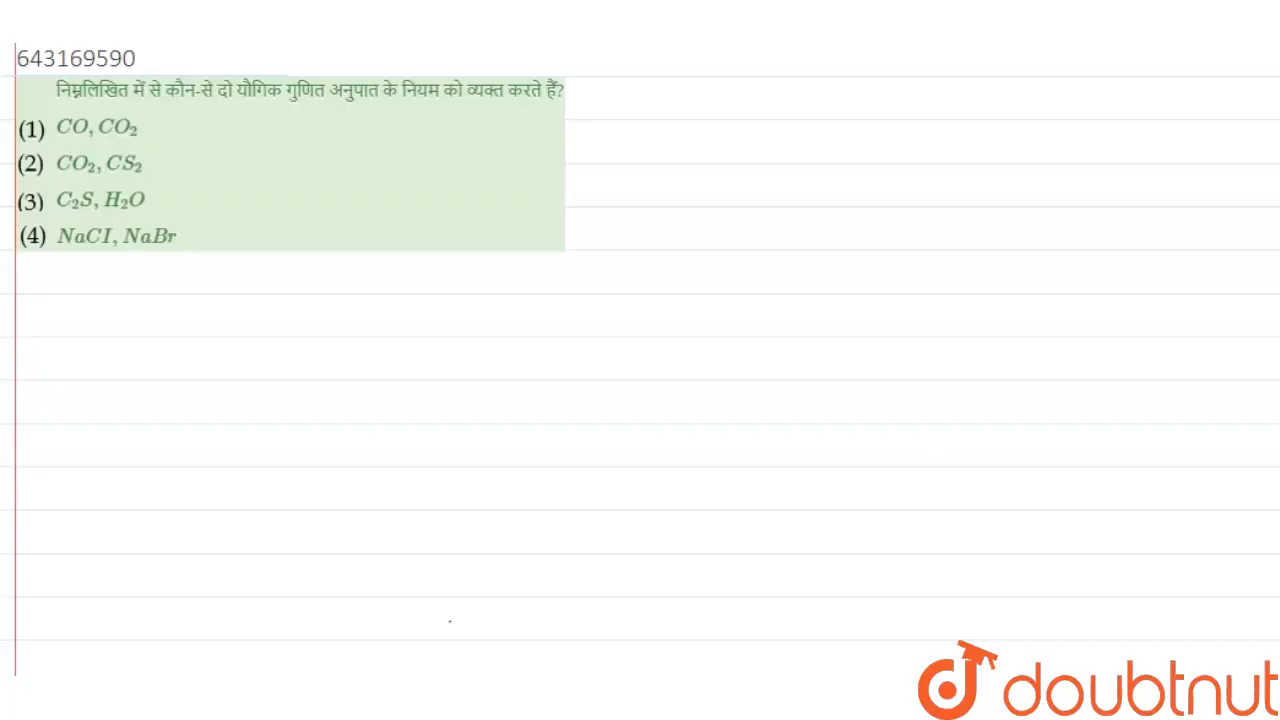 643169590
निम्नलिखित में से कौन-से दो यौगिक गुणित अनुपात के नियम को व्यक्त करते हैं?
(1) CO, CO₂
(2) CO₂, CS₂
(3) C₂S, H₂O
(4) NaCI, NaBr
doubtnut